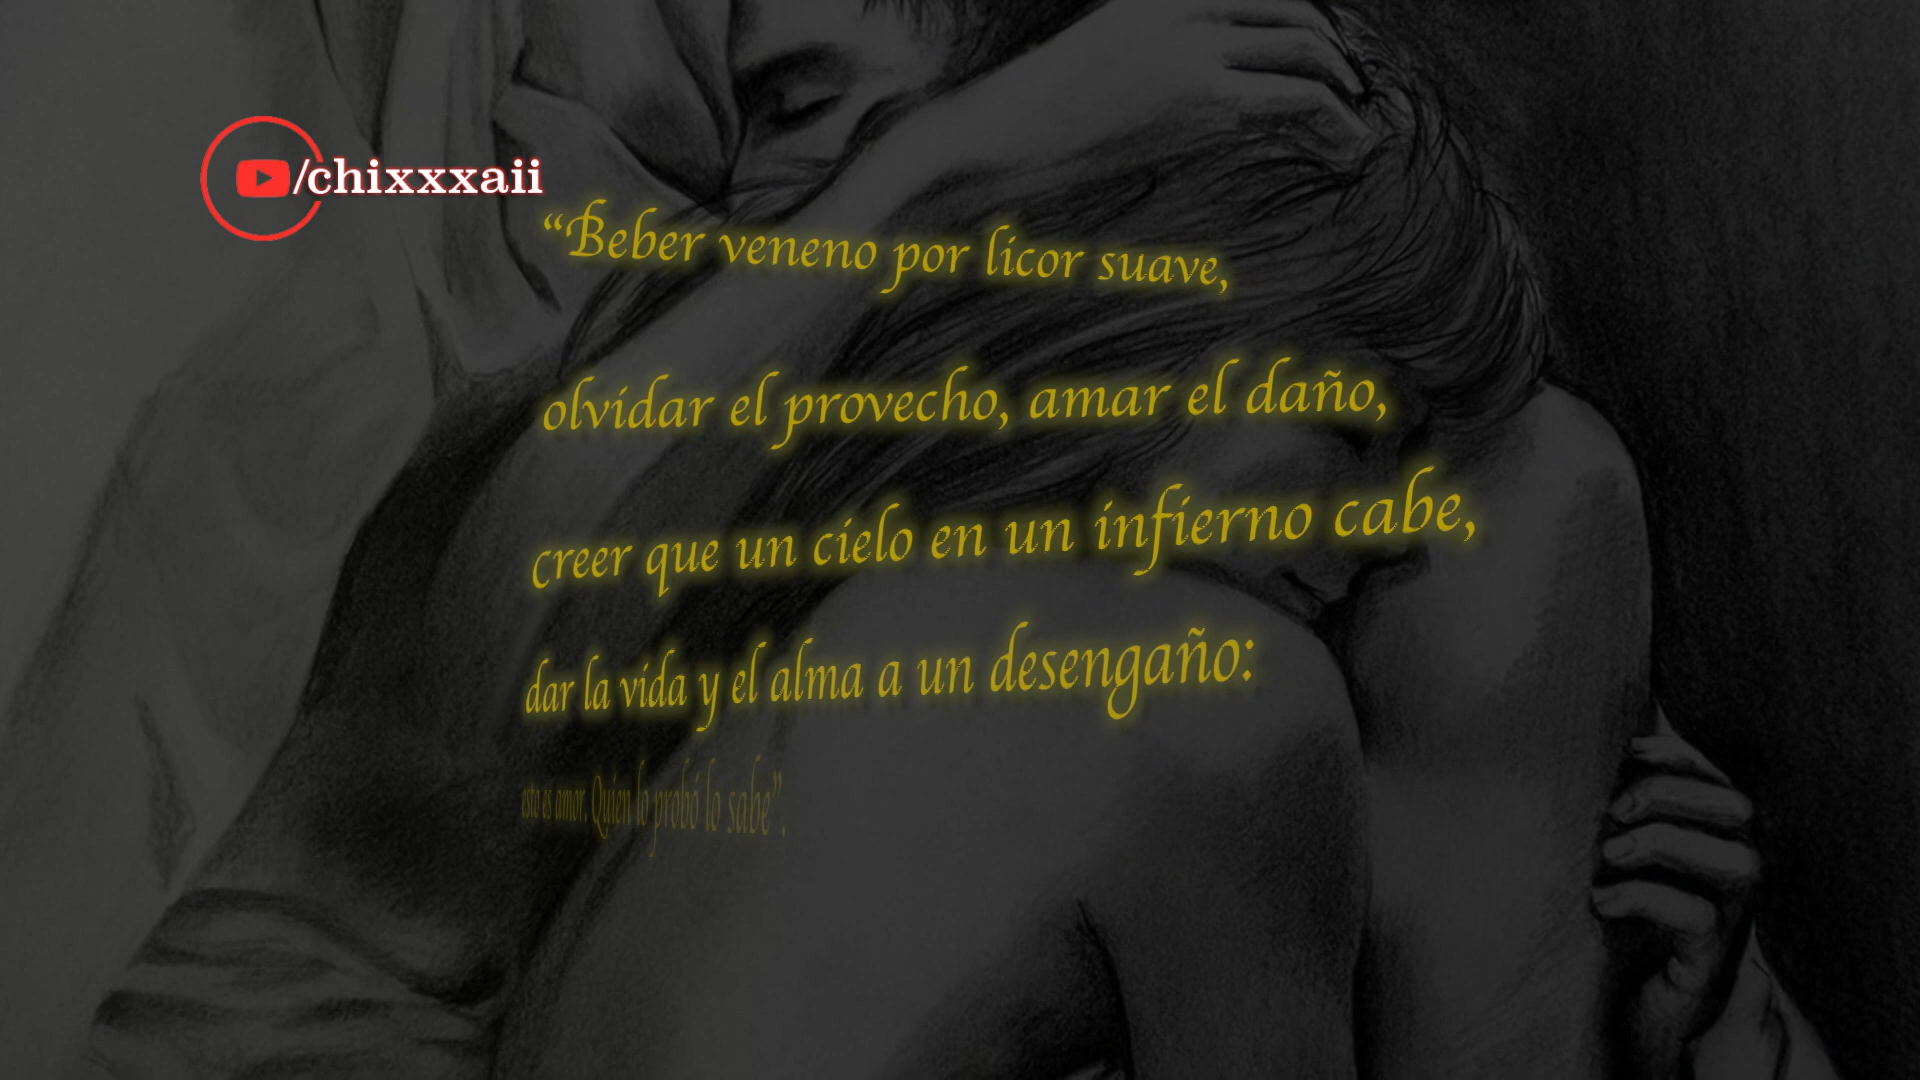 /chixxxaii
“Beber veneno por licor suave,
olvidar el provecho, amar el daño,
creer que un cielo en un infierno cabe,
dar la vida y el alma a un desengaño:
esto es amor. Quien lo probó lo sabe”.